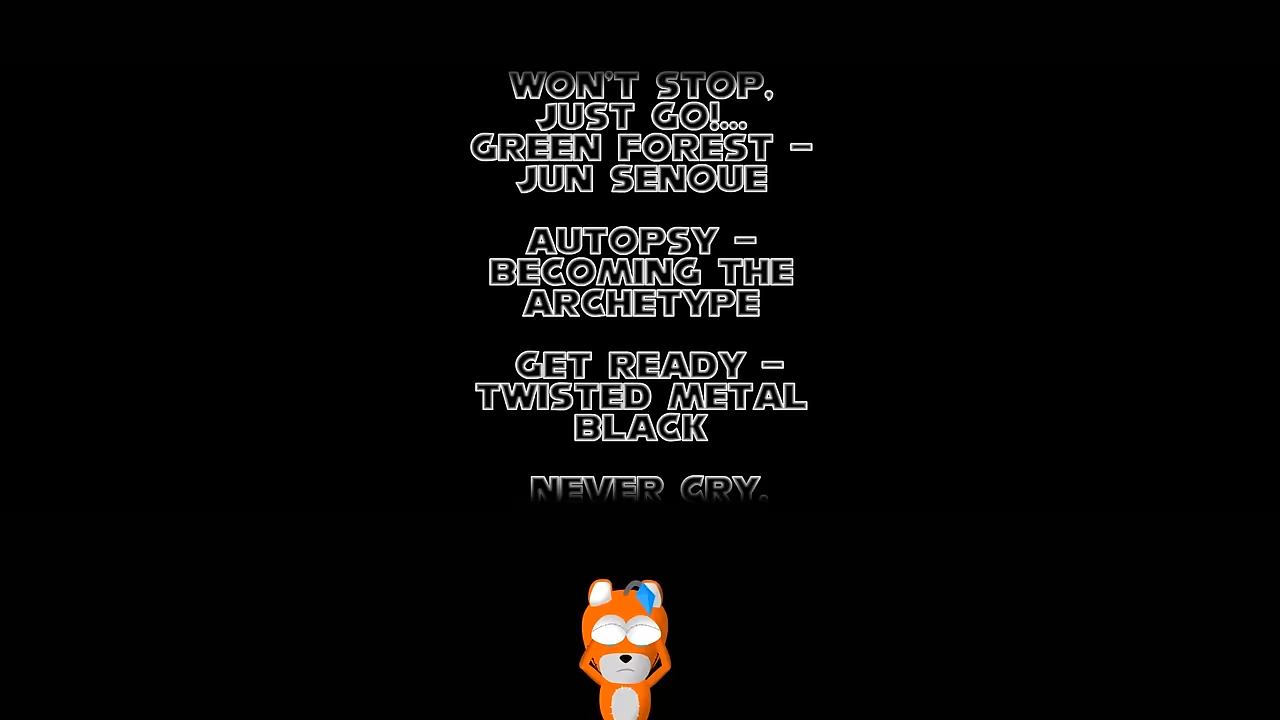 WON'T STOP,
JUST GO!...
GREEN FOREST -
JUN SENOUE
AUTOPSY -
BECOMING THE
ARCHETYPE
GET READY -
TWISTED METAL
BLACK
NEVER CRY.